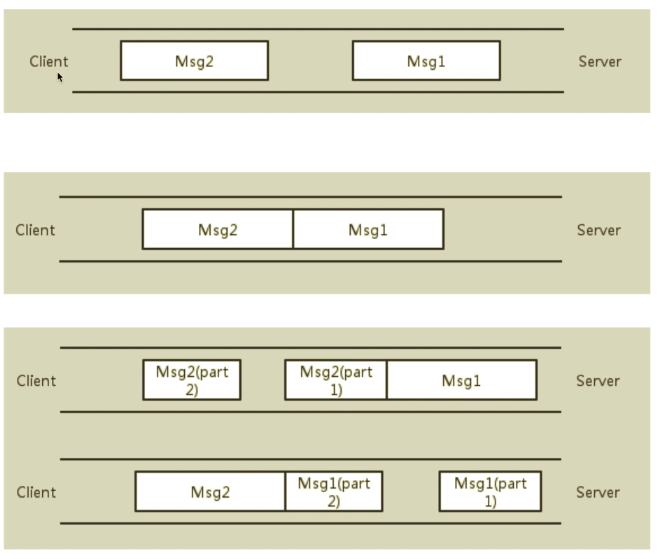 Client Msg2 Msg1 Server
Client Msg2 Msg1 Server
Client Msg2(part 2) Msg2(part 1) Msg1 Server
Client Msg2 Msg1(part 2) Msg1(part 1) Server